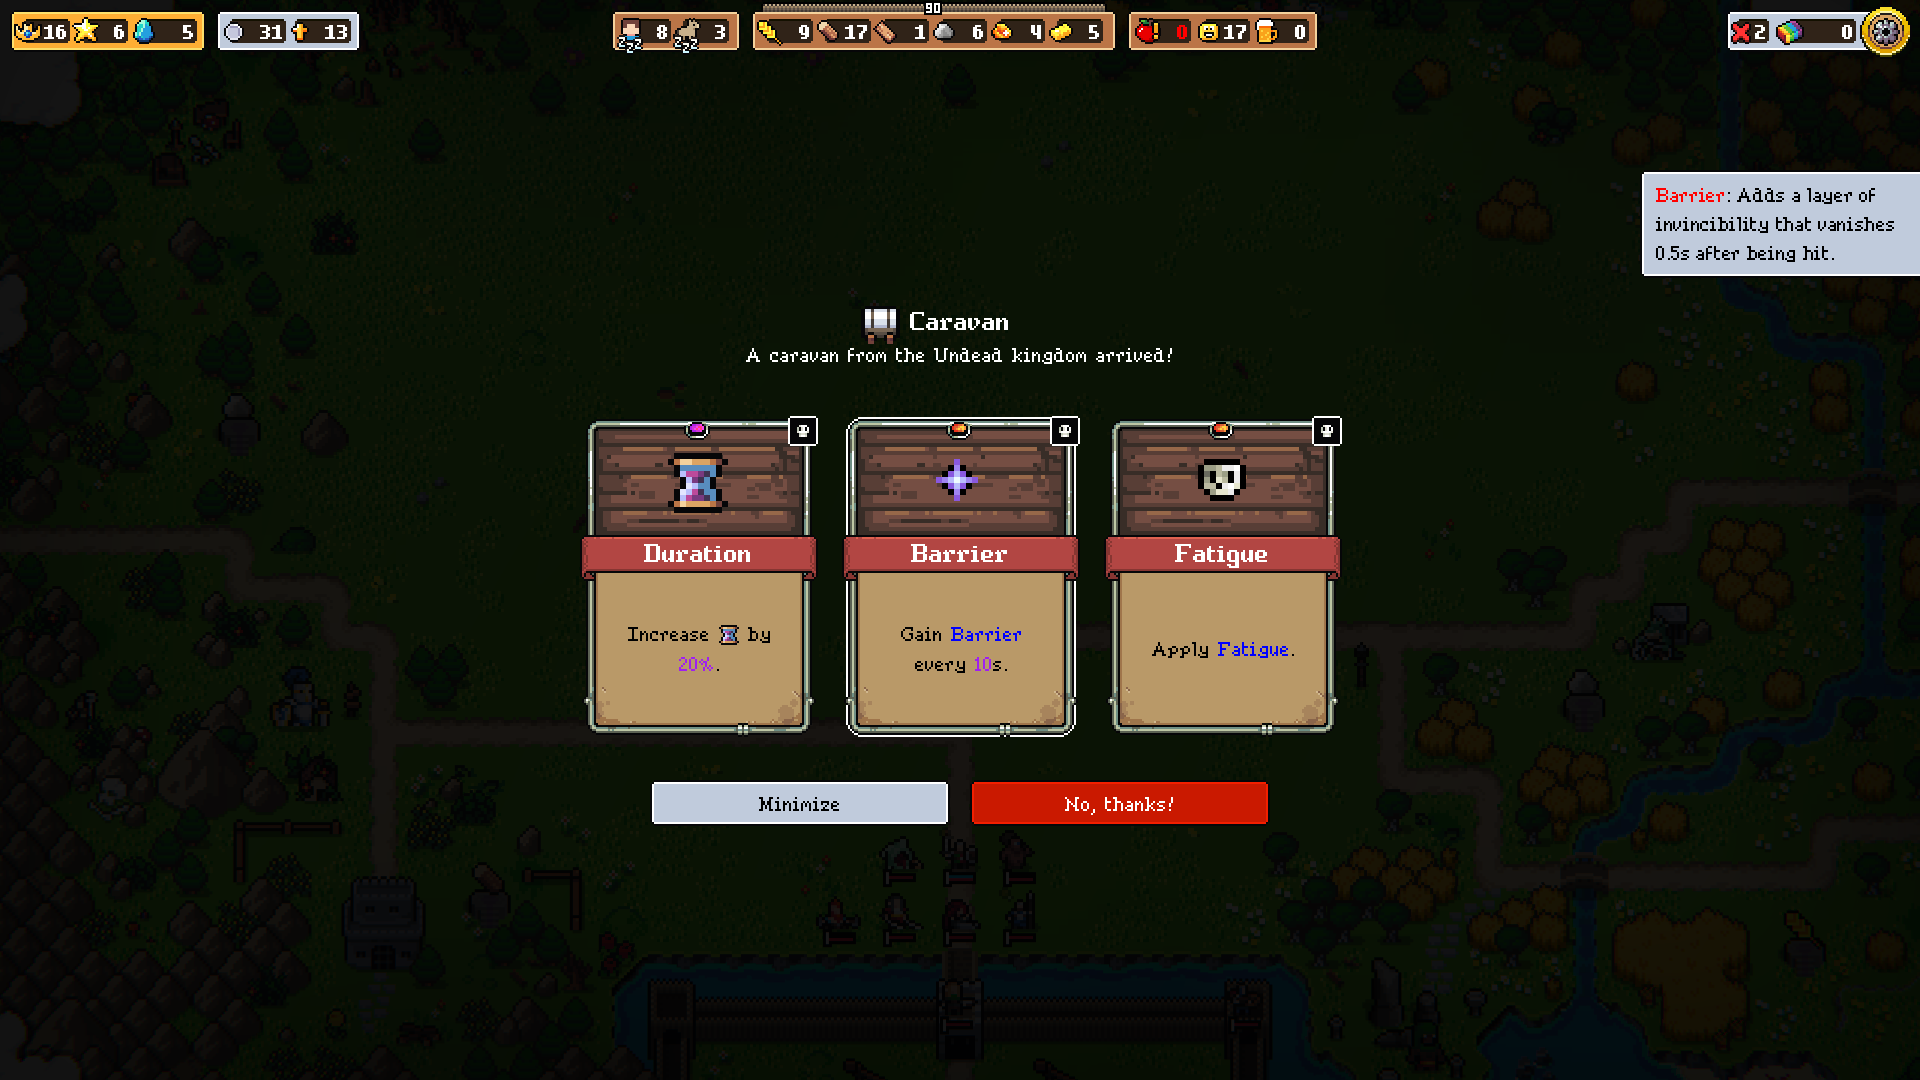 16 6 5 31 13 8 3 9 17 1 6 4 5 0 17 0 2 0
90
zzz zzz
Barrier: Adds a layer of
invincibility that vanishes
0.5s after being hit.
Caravan
A caravan from the Undead kingdom arrived!
Duration
Increase by
20%.
Barrier
Gain Barrier
every 10s.
Fatigue
Apply Fatigue.
Minimize
No, thanks!